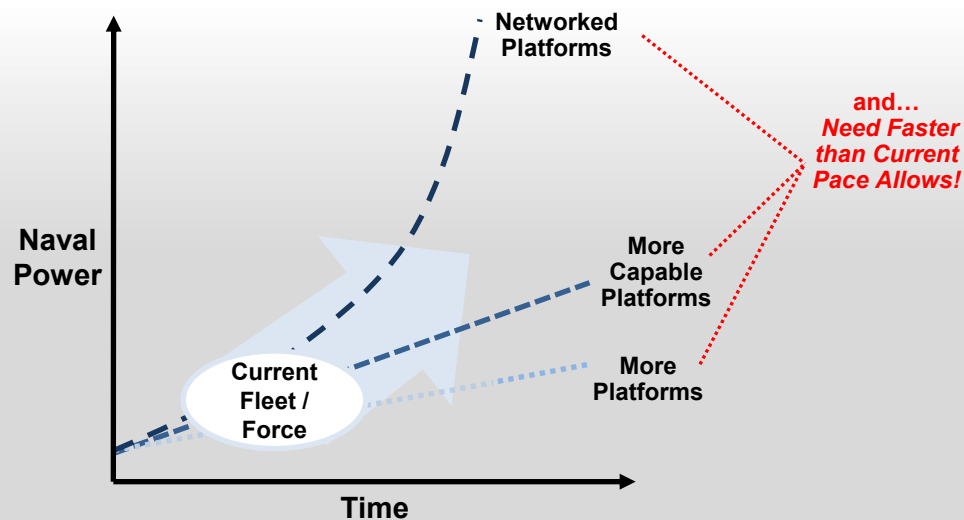 Networked
Platforms
and…
Need Faster
than Current
Pace Allows!
Naval
Power
More
Capable
Platforms
More
Platforms
Current
Fleet /
Force
Time